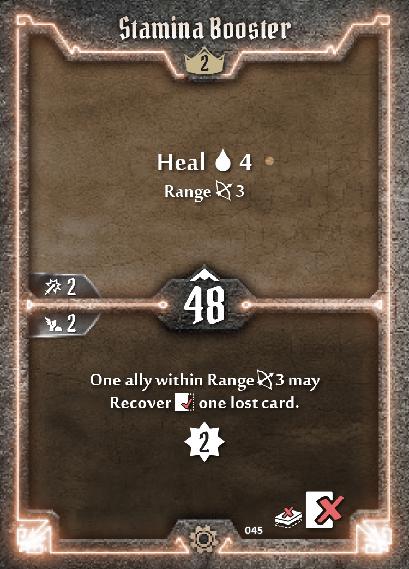 Stamina Booster
2
Heal 4
Range 3
2
48
2
One ally within Range 3 may
Recover one lost card.
2
045